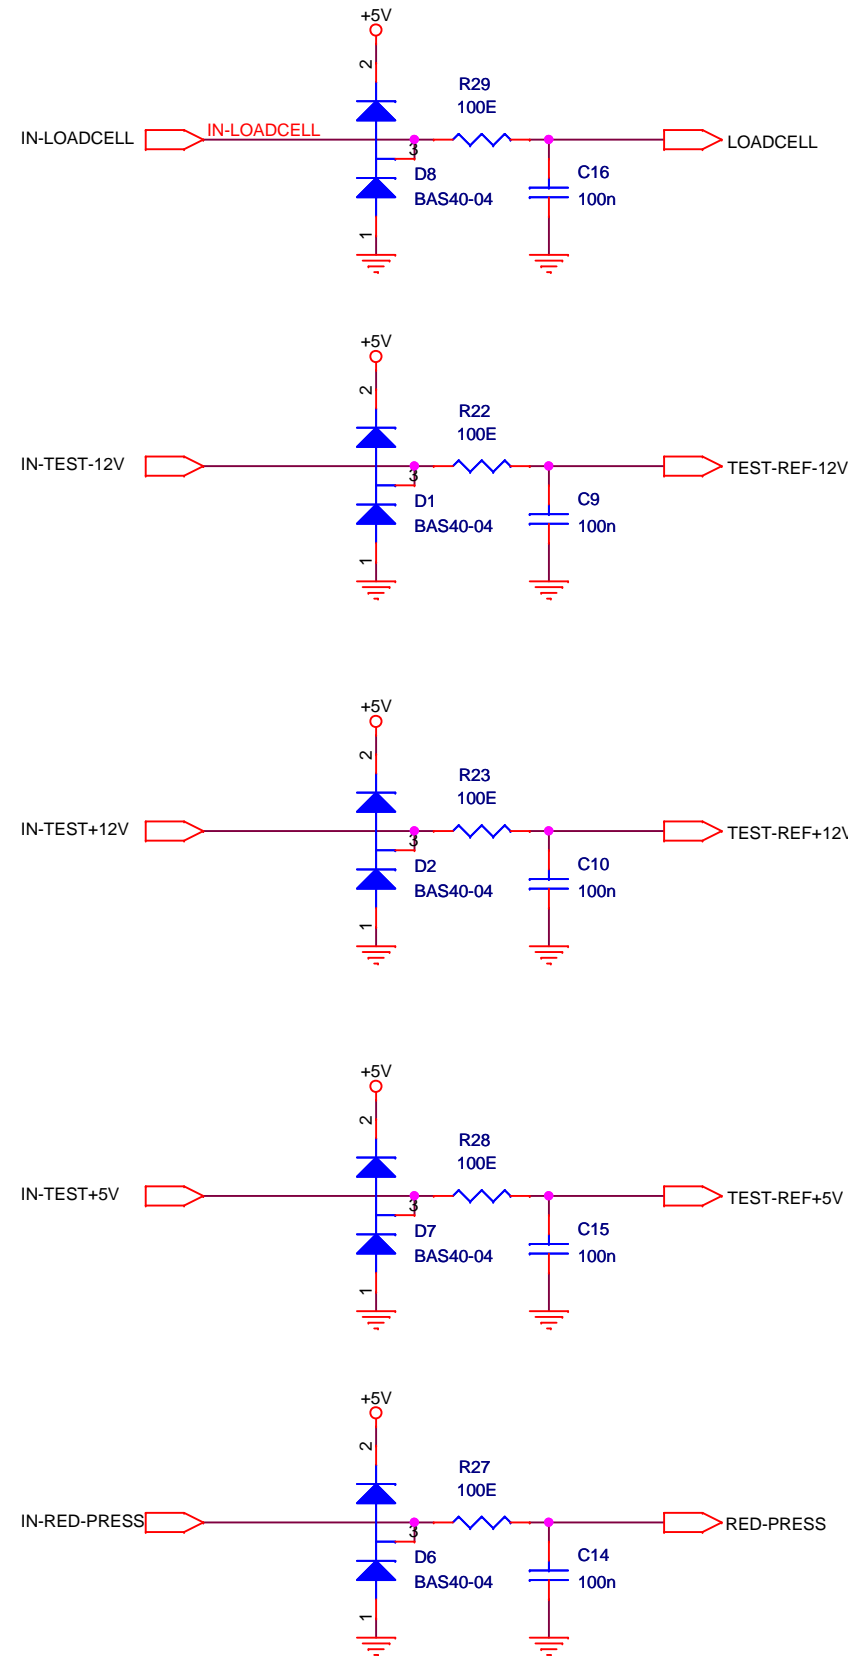 +5V
2
R29
100E
IN-LOADCELL
IN-LOADCELL
LOADCELL
3
D8
BAS40-04
C16
100n
1
+5V
2
R22
100E
IN-TEST-12V
TEST-REF-12V
3
D1
BAS40-04
C9
100n
1
+5V
2
R23
100E
IN-TEST+12V
TEST-REF+12V
3
D2
BAS40-04
C10
100n
1
+5V
2
R28
100E
IN-TEST+5V
TEST-REF+5V
3
D7
BAS40-04
C15
100n
1
+5V
2
R27
100E
IN-RED-PRESS
RED-PRESS
3
D6
BAS40-04
C14
100n
1